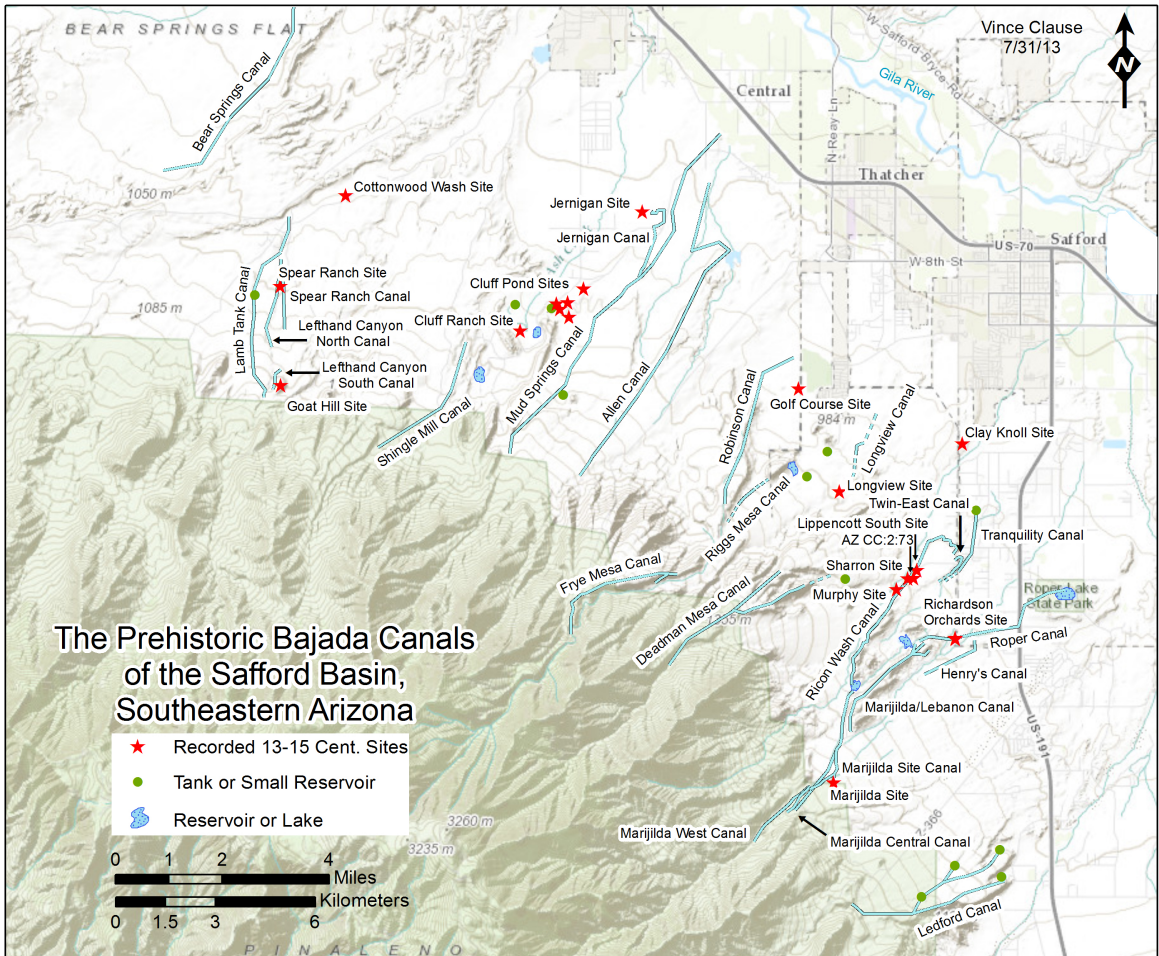 BEAR SPRINGS FLAT
Vince Clause
7/31/13
N
Bear Springs Canal
Central
N Reay Ln
W-Safford-Bryce Rd
Gila River
Thatcher
US-70
Safford
W 8th St
1050 m
Cottonwood Wash Site
Jernigan Site
Jernigan Canal
Ash
Spear Ranch Site
Spear Ranch Canal
Lamb Tank Canal
1085 m
Cluff Pond Sites
Cluff Ranch Site
Lefthand Canyon
North Canal
Lefthand Canyon
South Canal
Goat Hill Site
Shingle Mill Canal
Mud Springs Canal
Allen Canal
Robinson Canal
Golf Course Site
984 m
Longview Canal
Clay Knoll Site
Riggs Mesa Canal
Longview Site
Twin-East Canal
Lippencott South Site
AZ CC:2:73
Tranquility Canal
Sharron Site
Murphy Site
Frye Mesa Canal
Deadman Mesa Canal
1335m
Roper Lake
State Park
Richardson
Orchards Site
Roper Canal
Henry's Canal
Ricon Wash Canal
Marijilda/Lebanon Canal
US-191
The Prehistoric Bajada Canals
of the Safford Basin,
Southeastern Arizona
Recorded 13-15 Cent. Sites
Tank or Small Reservoir
Reservoir or Lake
Marijilda Site Canal
Marijilda Site
Marijilda West Canal
Marijilda Central Canal
3260 m
3235 m
2-366
0 1 2 4
Miles
Kilometers
0 1.5 3 6
Ledford Canal
PINALENO